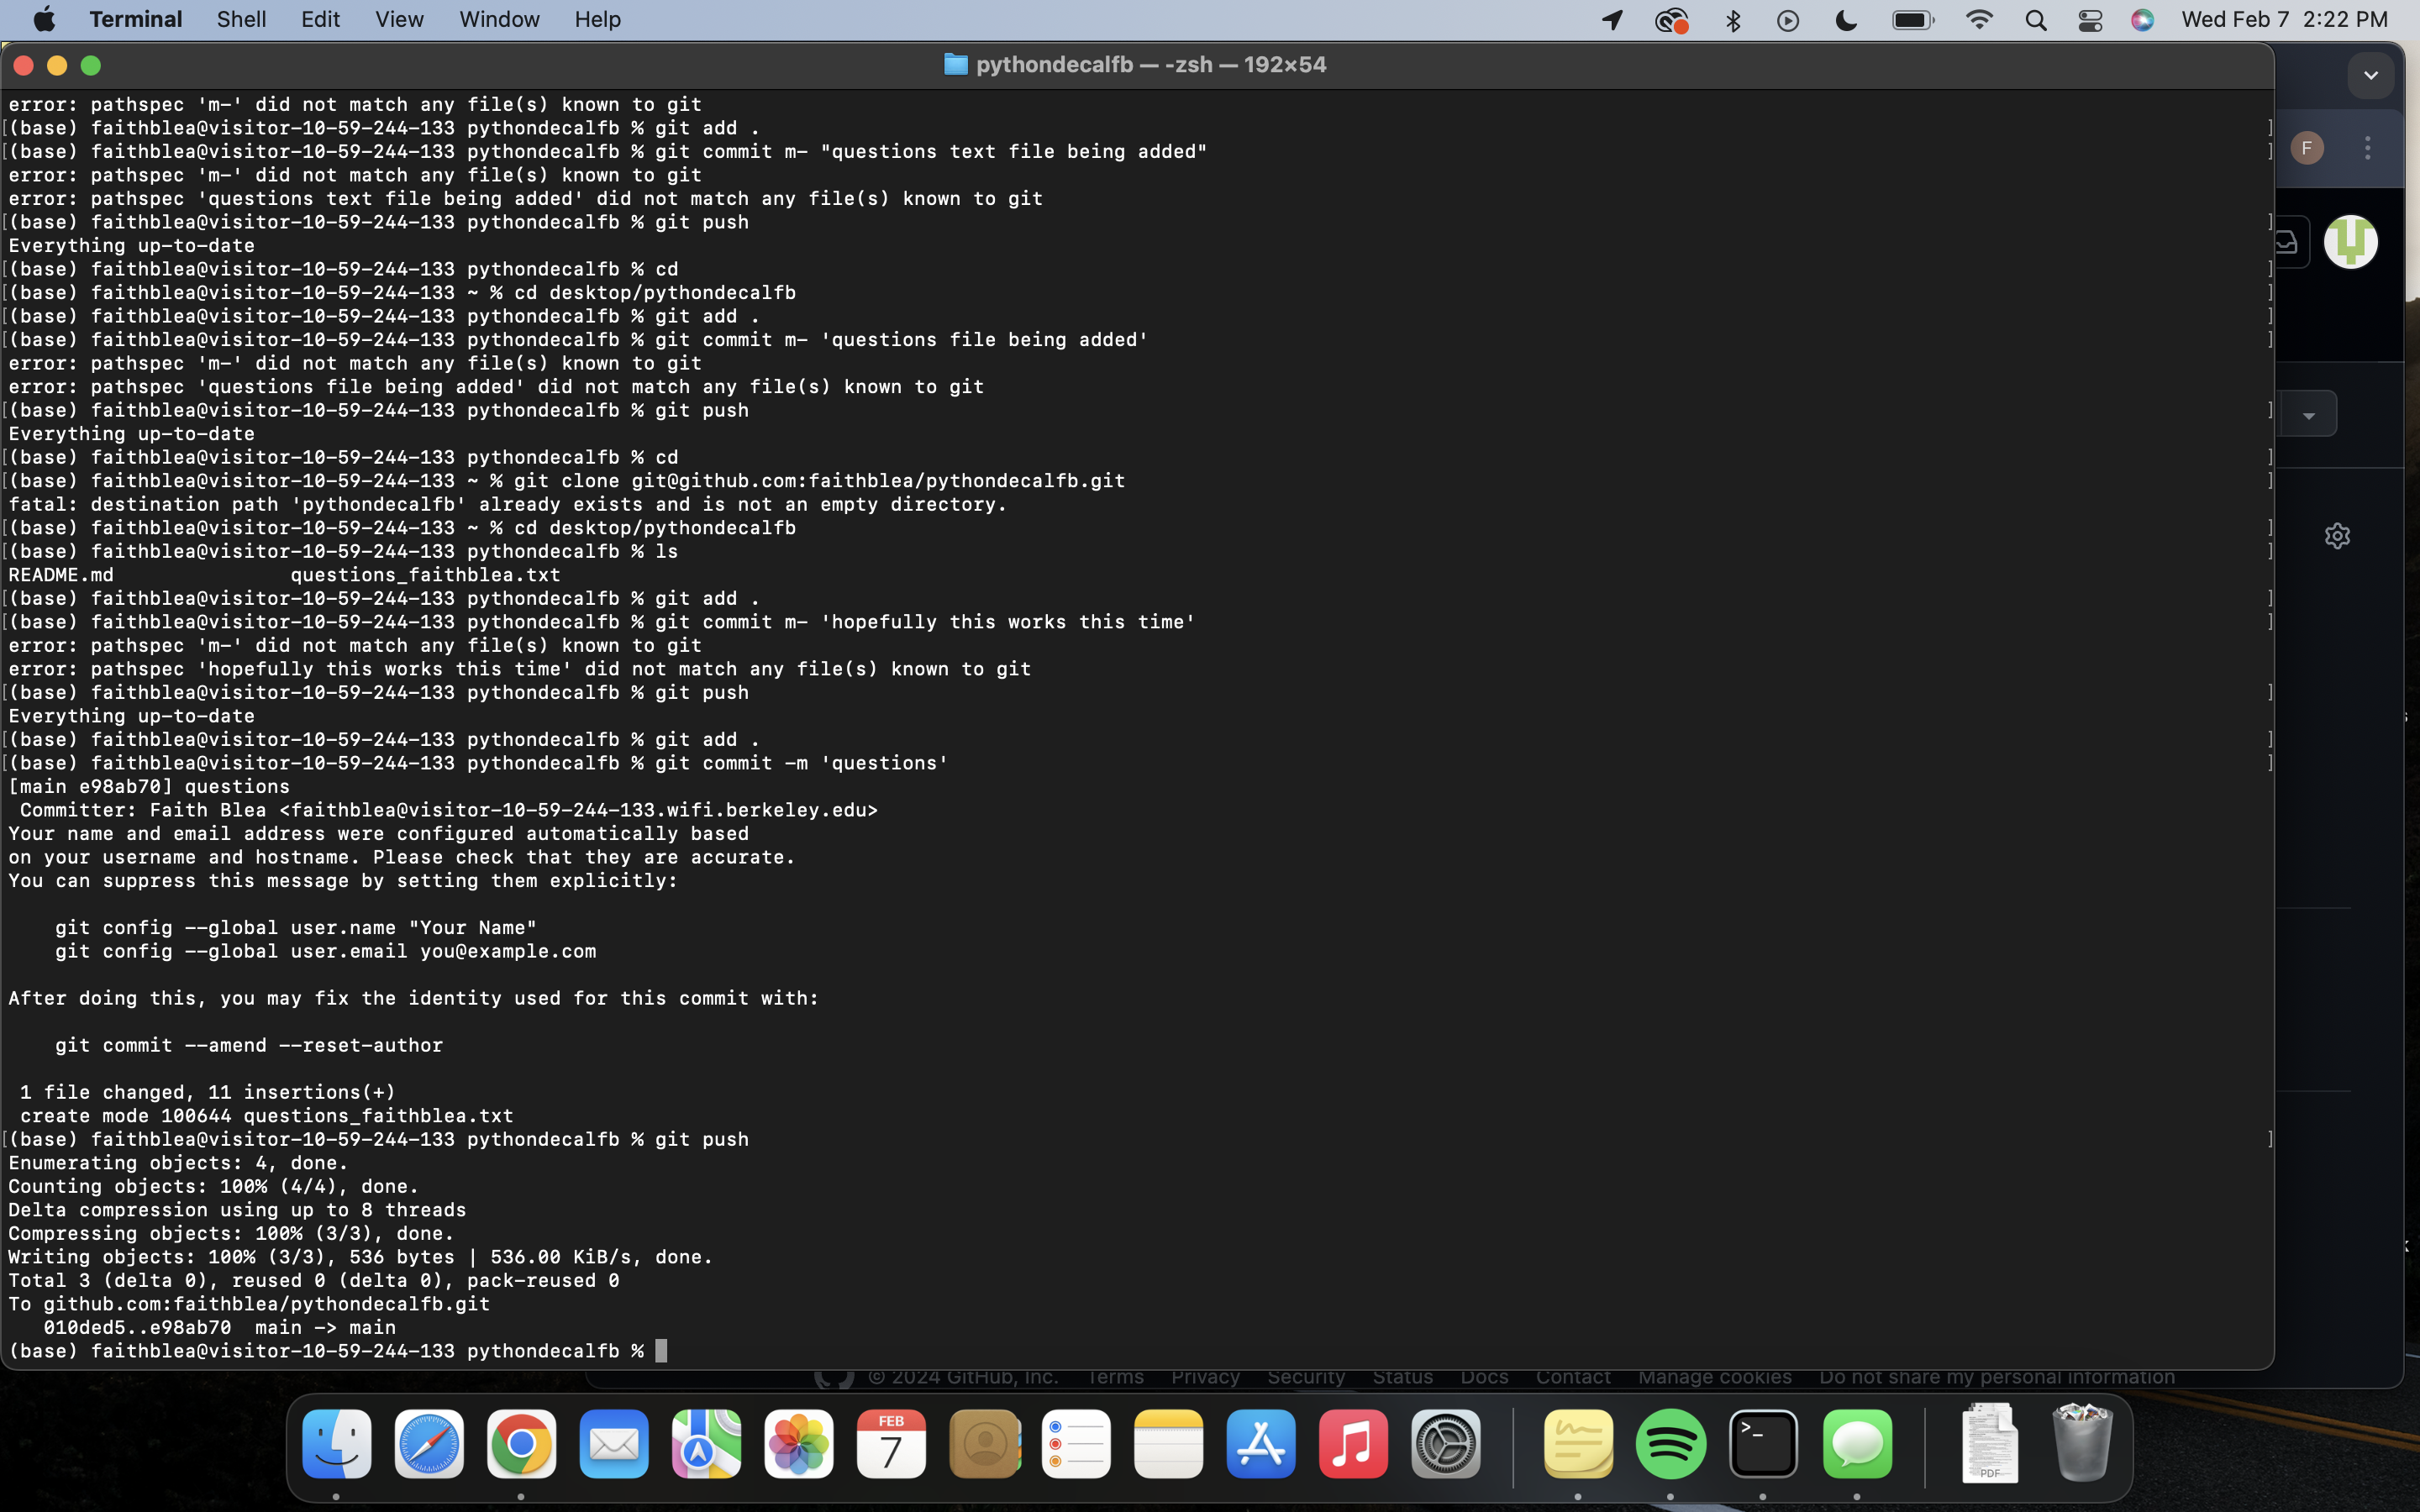 Terminal Shell Edit View Window Help Wed Feb 7 2:22 PM
pythondecalfb — -zsh — 192×54
error: pathspec 'm-' did not match any file(s) known to git
[(base) faithblea@visitor-10-59-244-133 pythondecalfb % git add . ]
[(base) faithblea@visitor-10-59-244-133 pythondecalfb % git commit m- "questions text file being added" ]
error: pathspec 'm-' did not match any file(s) known to git
error: pathspec 'questions text file being added' did not match any file(s) known to git
[(base) faithblea@visitor-10-59-244-133 pythondecalfb % git push ]
Everything up-to-date
[(base) faithblea@visitor-10-59-244-133 pythondecalfb % cd ]
[(base) faithblea@visitor-10-59-244-133 ~ % cd desktop/pythondecalfb ]
[(base) faithblea@visitor-10-59-244-133 pythondecalfb % git add . ]
[(base) faithblea@visitor-10-59-244-133 pythondecalfb % git commit m- 'questions file being added' ]
error: pathspec 'm-' did not match any file(s) known to git
error: pathspec 'questions file being added' did not match any file(s) known to git
[(base) faithblea@visitor-10-59-244-133 pythondecalfb % git push ]
Everything up-to-date
[(base) faithblea@visitor-10-59-244-133 pythondecalfb % cd ]
[(base) faithblea@visitor-10-59-244-133 ~ % git clone git@github.com:faithblea/pythondecalfb.git ]
fatal: destination path 'pythondecalfb' already exists and is not an empty directory.
[(base) faithblea@visitor-10-59-244-133 ~ % cd desktop/pythondecalfb ]
[(base) faithblea@visitor-10-59-244-133 pythondecalfb % ls ]
README.md questions_faithblea.txt
[(base) faithblea@visitor-10-59-244-133 pythondecalfb % git add . ]
[(base) faithblea@visitor-10-59-244-133 pythondecalfb % git commit m- 'hopefully this works this time' ]
error: pathspec 'm-' did not match any file(s) known to git
error: pathspec 'hopefully this works this time' did not match any file(s) known to git
[(base) faithblea@visitor-10-59-244-133 pythondecalfb % git push ]
Everything up-to-date
[(base) faithblea@visitor-10-59-244-133 pythondecalfb % git add . ]
[(base) faithblea@visitor-10-59-244-133 pythondecalfb % git commit -m 'questions' ]
[main e98ab70] questions
Committer: Faith Blea <faithblea@visitor-10-59-244-133.wifi.berkeley.edu>
Your name and email address were configured automatically based
on your username and hostname. Please check that they are accurate.
You can suppress this message by setting them explicitly:
git config --global user.name "Your Name"
git config --global user.email you@example.com
After doing this, you may fix the identity used for this commit with:
git commit --amend --reset-author
1 file changed, 11 insertions(+)
create mode 100644 questions_faithblea.txt
[(base) faithblea@visitor-10-59-244-133 pythondecalfb % git push ]
Enumerating objects: 4, done.
Counting objects: 100% (4/4), done.
Delta compression using up to 8 threads
Compressing objects: 100% (3/3), done.
Writing objects: 100% (3/3), 536 bytes | 536.00 KiB/s, done.
Total 3 (delta 0), reused 0 (delta 0), pack-reused 0
To github.com:faithblea/pythondecalfb.git
010ded5..e98ab70 main -> main
(base) faithblea@visitor-10-59-244-133 pythondecalfb %
F
© 2024 GitHub, Inc. Terms Privacy Security Status Docs Contact Manage cookies Do not share my personal information
FEB
7
>_
PDF